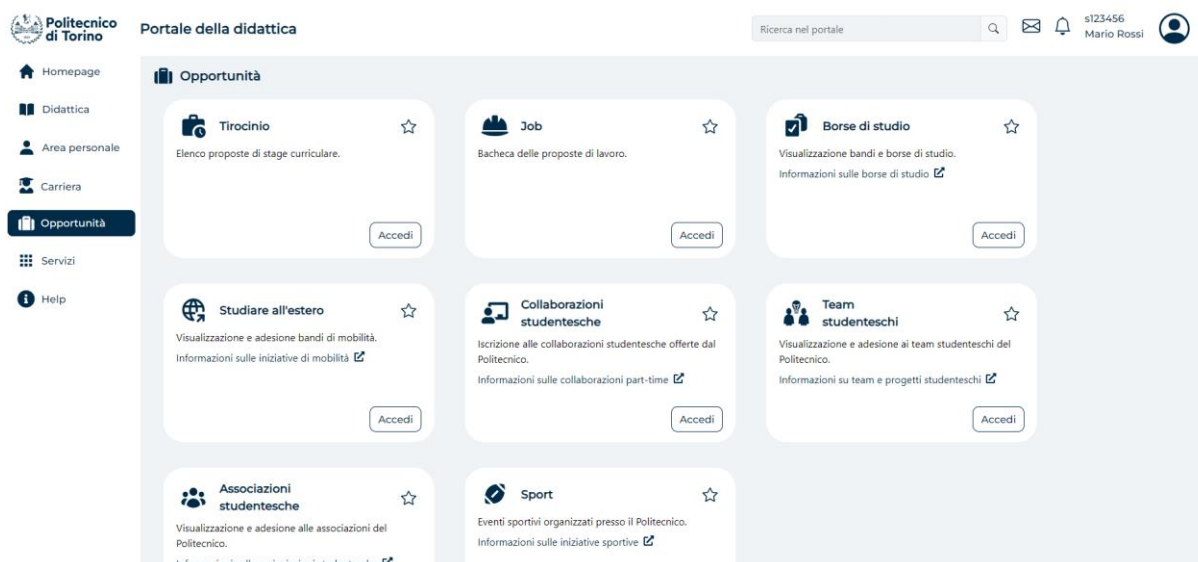 Politecnico
di Torino
Portale della didattica
Ricerca nel portale
s123456
Mario Rossi
Homepage
Didattica
Area personale
Carriera
Opportunità
Servizi
Help
Opportunità
Tirocinio
Elenco proposte di stage curriculare.
Accedi
Job
Bacheca delle proposte di lavoro.
Accedi
Borse di studio
Visualizzazione bandi e borse di studio.
Informazioni sulle borse di studio
Accedi
Studiare all'estero
Visualizzazione e adesione bandi di mobilità.
Informazioni sulle iniziative di mobilità
Accedi
Collaborazioni
studentesche
Iscrizione alle collaborazioni studentesche offerte dal
Politecnico.
Informazioni sulle collaborazioni part-time
Accedi
Team
studenteschi
Visualizzazione e adesione ai team studenteschi del
Politecnico.
Informazioni su team e progetti studenteschi
Accedi
Associazioni
studentesche
Visualizzazione e adesione alle associazioni del
Politecnico.
Sport
Eventi sportivi organizzati presso il Politecnico.
Informazioni sulle iniziative sportive